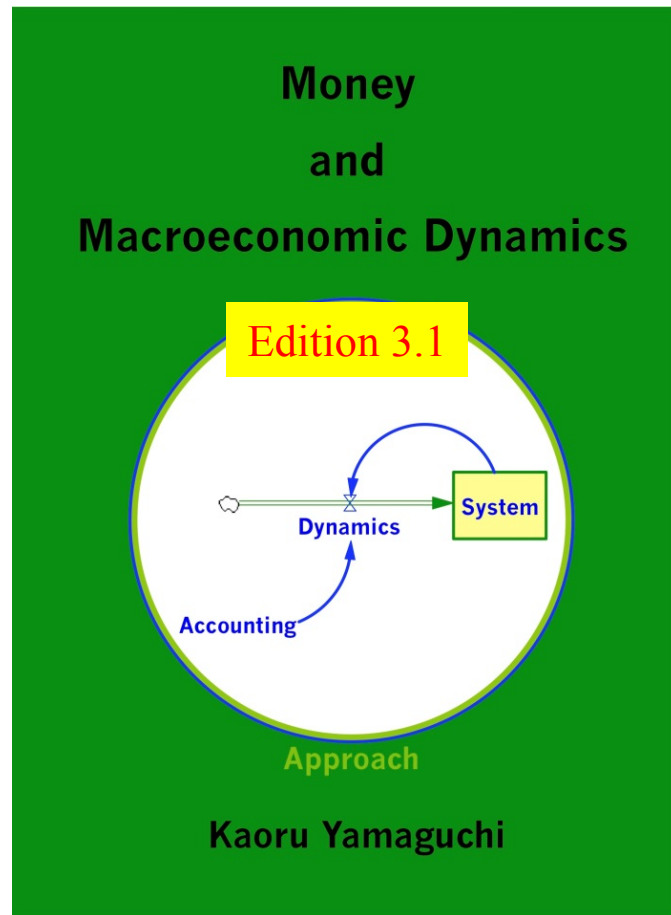 Money
and
Macroeconomic Dynamics
Edition 3.1
System
Dynamics
Accounting
Approach
Kaoru Yamaguchi